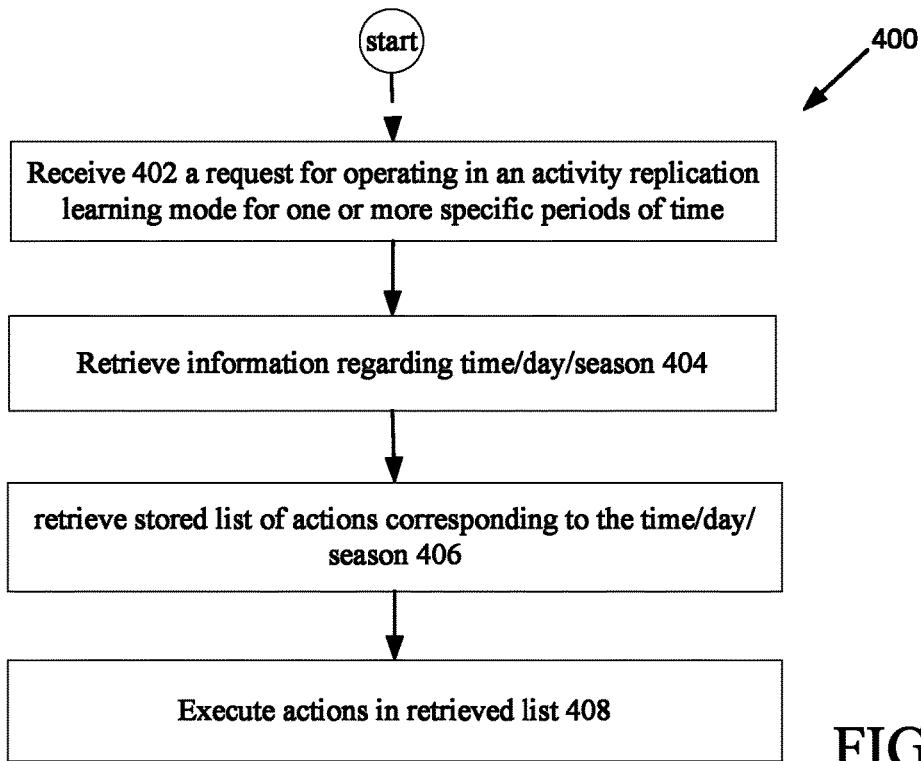 start
400
Receive 402 a request for operating in an activity replication
learning mode for one or more specific periods of time
Retrieve information regarding time/day/season 404
retrieve stored list of actions corresponding to the time/day/
season 406
Execute actions in retrieved list 408
FIG